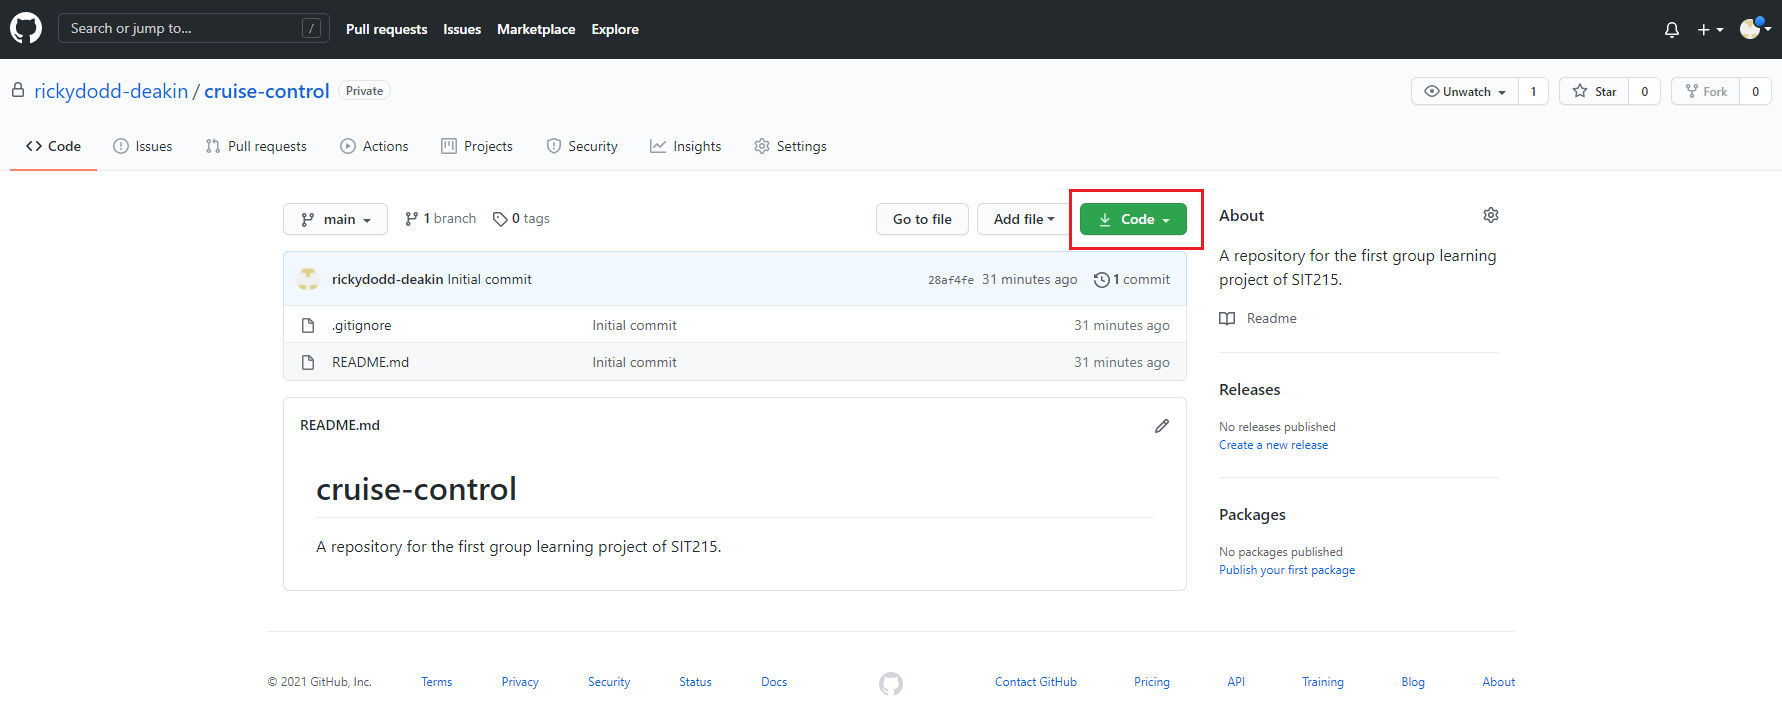 Search or jump to... /
Pull requests Issues Marketplace Explore
rickydodd-deakin / cruise-control Private
Unwatch 1 Star 0 Fork 0
Code Issues Pull requests Actions Projects Security Insights Settings
main 1 branch 0 tags
Go to file Add file Code
rickydodd-deakin Initial commit 28af4fe 31 minutes ago 1 commit
.gitignore Initial commit 31 minutes ago
README.md Initial commit 31 minutes ago
README.md
cruise-control
A repository for the first group learning project of SIT215.
About
A repository for the first group learning
project of SIT215.
Readme
Releases
No releases published
Create a new release
Packages
No packages published
Publish your first package
© 2021 GitHub, Inc. Terms Privacy Security Status Docs Contact GitHub Pricing API Training Blog About